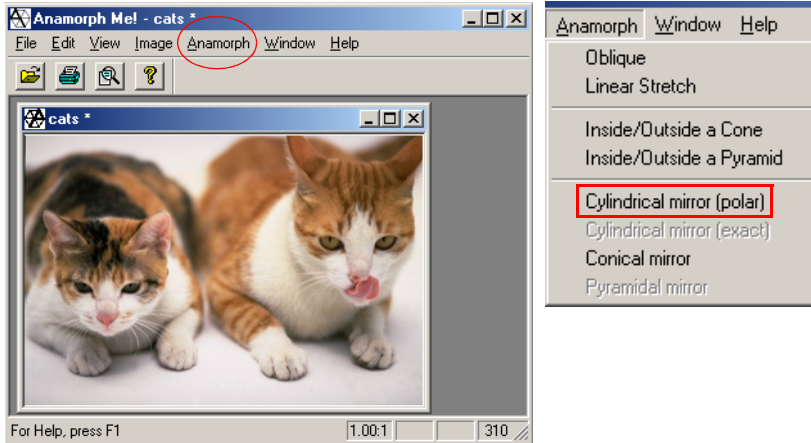 Anamorph Me! - cats *
File Edit View Image Anamorph Window Help
cats *
For Help, press F1 1.00:1 310
Anamorph Window Help
Oblique
Linear Stretch
Inside/Outside a Cone
Inside/Outside a Pyramid
Cylindrical mirror (polar)
Cylindrical mirror (exact)
Conical mirror
Pyramidal mirror